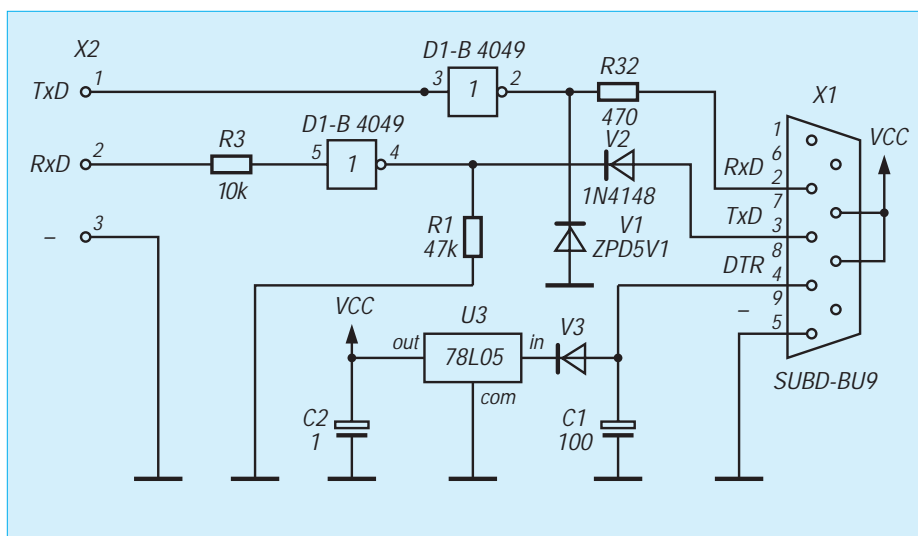 X2
D1-B 4049
TxD 1
3 1 2
R32
470
X1
R3
10k
D1-B 4049
RxD 2
5 1 4
V2
1N4148
RxD
TxD
DTR
–
1
6
2
7
3
8
4
9
5
VCC
– 3
R1
47k
V1
ZPD5V1
VCC
U3
out 78L05 in
com
V3
SUBD-BU9
C2
1
C1
100